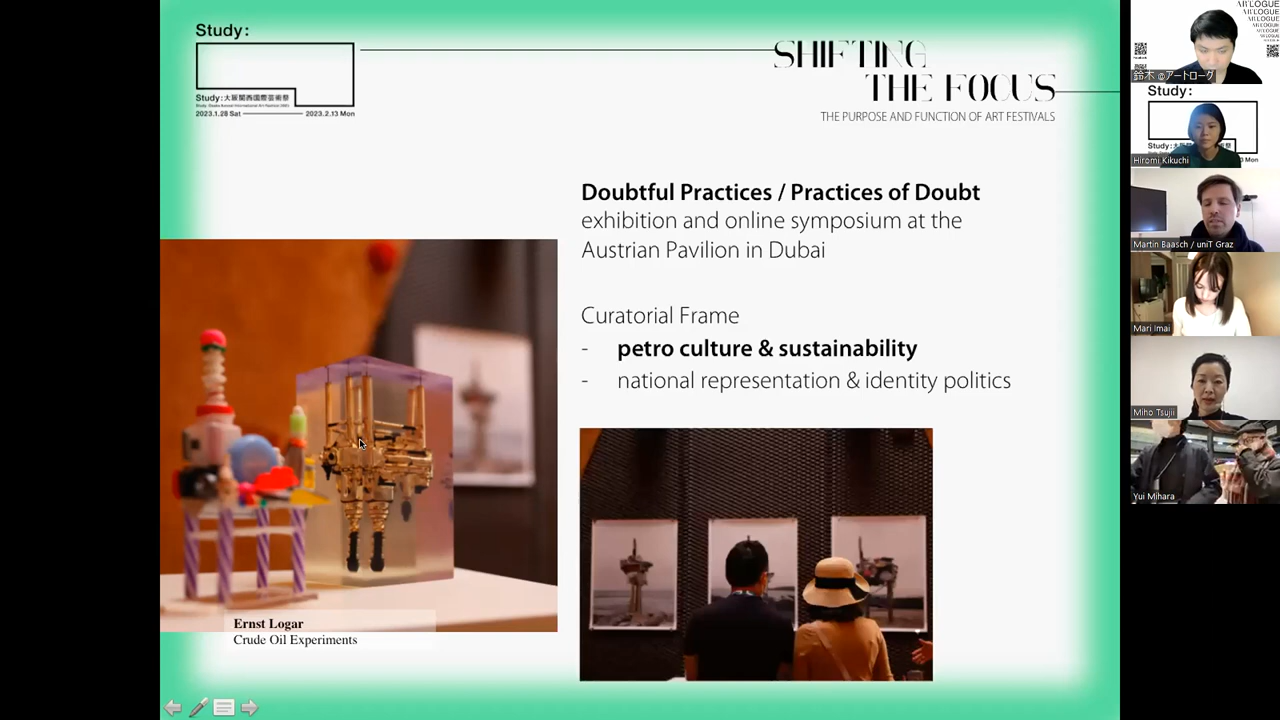 Study:
Study:大阪関西国際芸術祭
2023.1.28 Sat
2023.2.13 Mon
SHIFTING
THE FOCUS
THE PURPOSE AND FUNCTION OF ART FESTIVALS
Doubtful Practices / Practices of Doubt
exhibition and online symposium at the
Austrian Pavilion in Dubai
Curatorial Frame
- petro culture & sustainability
- national representation & identity politics
Ernst Logar
Crude Oil Experiments
鈴木 @アートローグ
Study:
Hiromi Kikuchi
Martin Baasch / uniT Graz
Mari Imai
Miho Tsujii
Yui Mihara